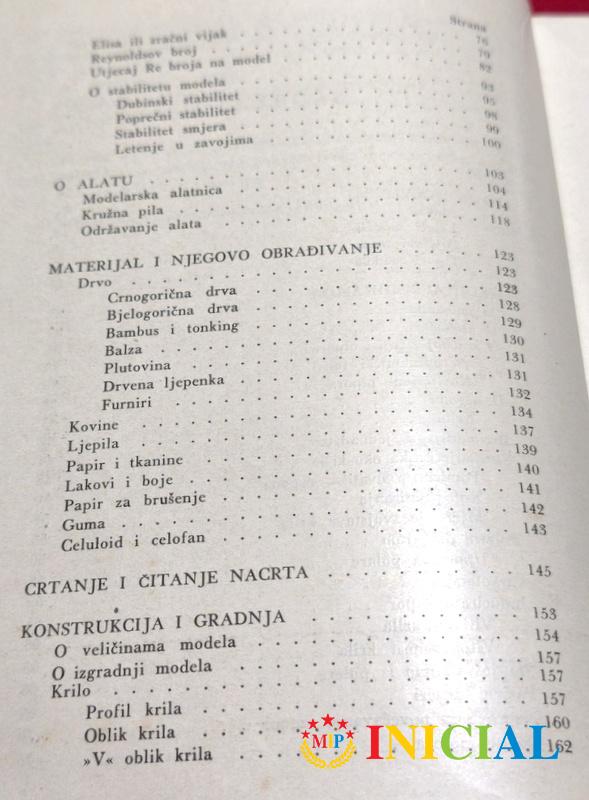 Strana
Elisa ili zračni vijak . . . . . . . . . . 76
Reynoldsov broj . . . . . . . . . . 79
Utjecaj Re broja na model . . . . . . . . . . 82
O stabilitetu modela . . . . . . . . . . 93
Dubinski stabilitet . . . . . . . . . . 95
Poprečni stabilitet . . . . . . . . . . 98
Stabilitet smjera . . . . . . . . . . 99
Letenje u zavojima . . . . . . . . . . 100
O ALATU . . . . . . . . . . 103
Modelarska alatnica . . . . . . . . . . 104
Kružna pila . . . . . . . . . . 114
Održavanje alata . . . . . . . . . . 118
MATERIJAL I NJEGOVO OBRAĐIVANJE . . . . . . 123
Drvo . . . . . . . . . . 123
Crnogorična drva . . . . . . . . . . 123
Bjelogorična drva . . . . . . . . . . 128
Bambus i tonking . . . . . . . . . . 129
Balza . . . . . . . . . . 130
Plutovina . . . . . . . . . . 131
Drvena ljepenka . . . . . . . . . . 131
Furniri . . . . . . . . . . 132
Kovine . . . . . . . . . . 134
Ljepila . . . . . . . . . . 137
Papir i tkanine . . . . . . . . . . 139
Lakovi i boje . . . . . . . . . . 140
Papir za brušenje . . . . . . . . . . 141
Guma . . . . . . . . . . 142
Celuloid i celofan . . . . . . . . . . 143
CRTANJE I ČITANJE NACRTA . . . . . . . . . . 145
KONSTRUKCIJA I GRADNJA . . . . . . . . . . 153
O veličinama modela . . . . . . . . . . 154
O izgradnji modela . . . . . . . . . . 157
Krilo . . . . . . . . . . 157
Profil krila . . . . . . . . . . 157
Oblik krila . . . . . . . . . . 160
»V« oblik krila . . . . . . . . . . 162
MIP INICIAL